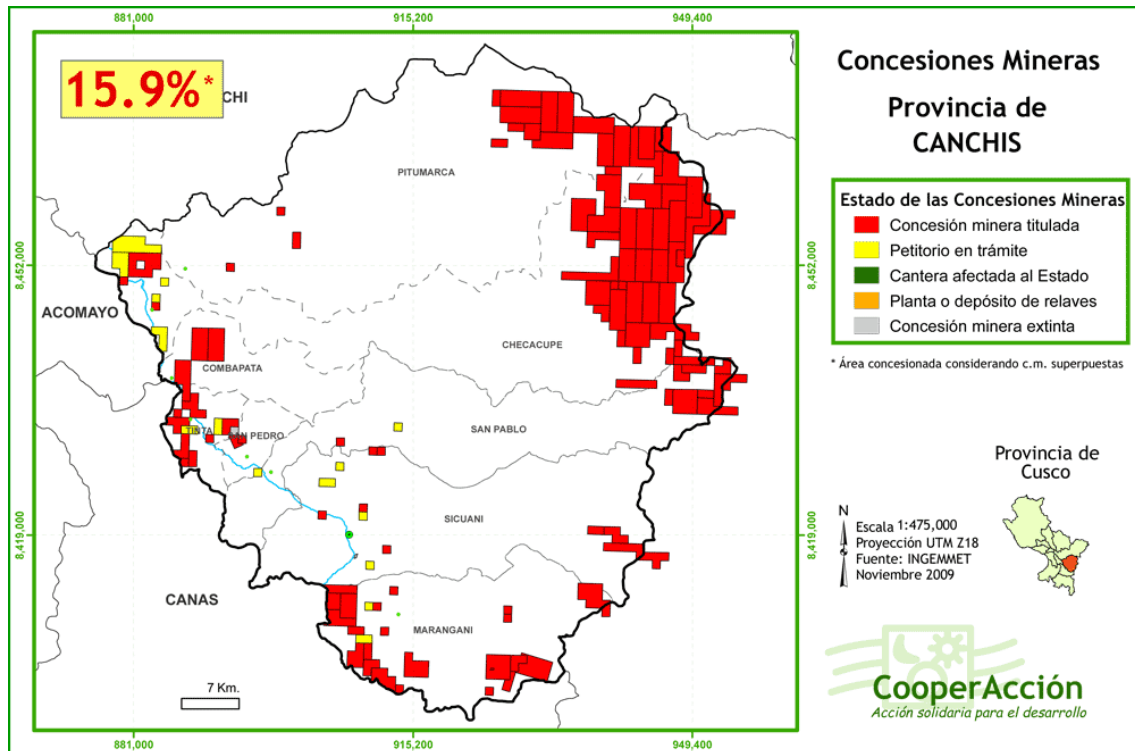 881,000
915,200
949,400
15.9%*
CHI
PITUMARCA
8,452,000
8,452,000
ACOMAYO
CHECACUPE
COMBAPATA
TINTA
SAN PEDRO
SAN PABLO
SICUANI
8,419,000
8,419,000
CANAS
MARANGANI
7 Km.
881,000
915,200
949,400
Concesiones Mineras
Provincia de
CANCHIS
Estado de las Concesiones Mineras
Concesión minera titulada
Petitorio en trámite
Cantera afectada al Estado
Planta o depósito de relaves
Concesión minera extinta
* Área concesionada considerando c.m. superpuestas
Provincia de
Cusco
N
Escala 1:475,000
Proyección UTM Z18
Fuente: INGEMMET
Noviembre 2009
CooperAcción
Acción solidaria para el desarrollo